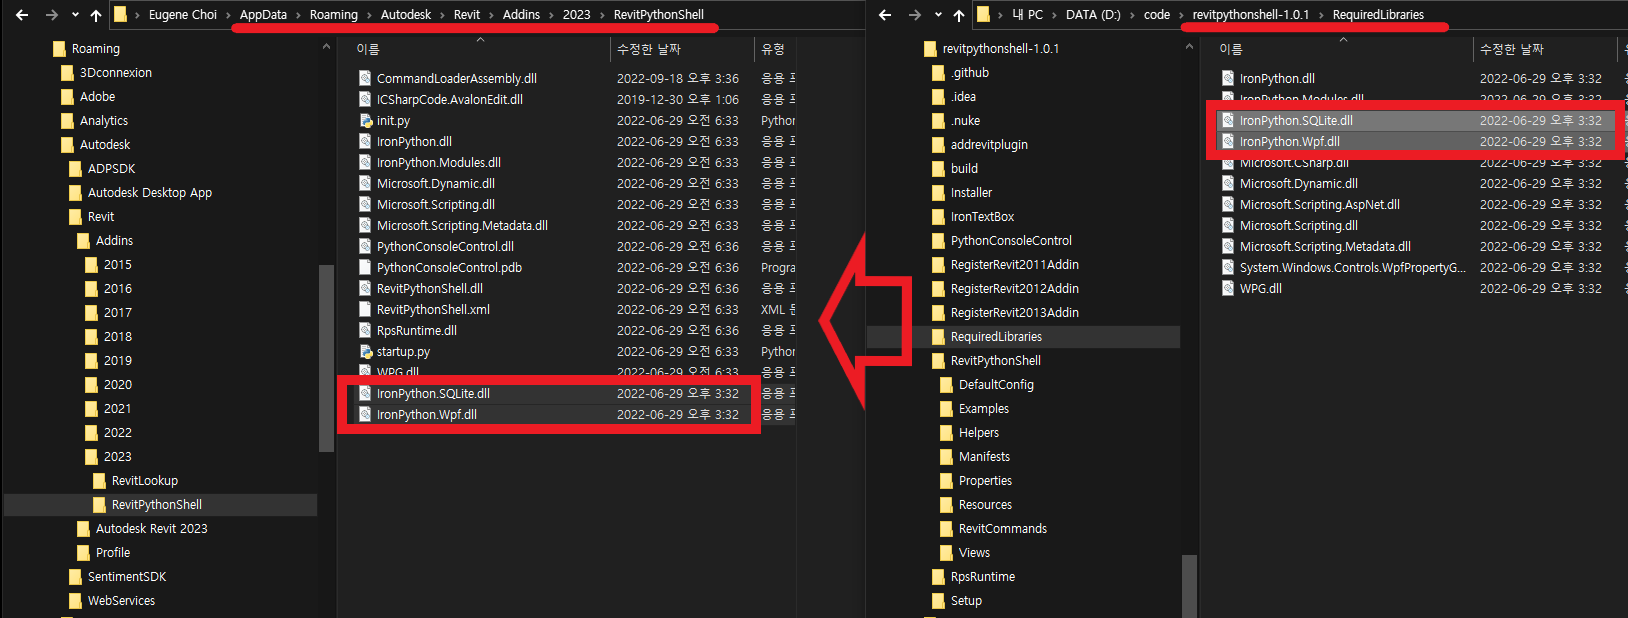 Eugene Choi > AppData > Roaming > Autodesk > Revit > Addins > 2023 > RevitPythonShell
Roaming
3Dconnexion
Adobe
Analytics
Autodesk
ADPSDK
Autodesk Desktop App
Revit
Addins
2015
2016
2017
2018
2019
2020
2021
2022
2023
RevitLookup
RevitPythonShell
Autodesk Revit 2023
Profile
SentimentSDK
WebServices
이름 수정한 날짜 유형
CommandLoaderAssembly.dll 2022-09-18 오후 3:36 응용
ICSharpCode.AvalonEdit.dll 2019-12-30 오후 1:06 응용
init.py 2022-06-29 오전 6:33 Python
IronPython.dll 2022-06-29 오전 6:33 응용
IronPython.Modules.dll 2022-06-29 오전 6:33 응용
Microsoft.Dynamic.dll 2022-06-29 오전 6:33 응용
Microsoft.Scripting.dll 2022-06-29 오전 6:33 응용
Microsoft.Scripting.Metadata.dll 2022-06-29 오전 6:33 응용
PythonConsoleControl.dll 2022-06-29 오전 6:36 응용
PythonConsoleControl.pdb 2022-06-29 오전 6:36 Progra
RevitPythonShell.dll 2022-06-29 오전 6:36 응용
RevitPythonShell.xml 2022-06-29 오전 6:33 XML 문
RpsRuntime.dll 2022-06-29 오전 6:36 응용
startup.py 2022-06-29 오전 6:33 Python
WPG.dll 2022-06-29 오전 6:33 응용
IronPython.SQLite.dll 2022-06-29 오후 3:32 응용
IronPython.Wpf.dll 2022-06-29 오후 3:32 응용
내 PC > DATA (D:) > code > revitpythonshell-1.0.1 > RequiredLibraries
revitpythonshell-1.0.1
.github
.idea
.nuke
addrevitplugin
build
Installer
IronTextBox
PythonConsoleControl
RegisterRevit2011Addin
RegisterRevit2012Addin
RegisterRevit2013Addin
RequiredLibraries
RevitPythonShell
DefaultConfig
Examples
Helpers
Manifests
Properties
Resources
RevitCommands
Views
RpsRuntime
Setup
이름 수정한 날짜
IronPython.dll 2022-06-29 오후 3:32
IronPython.Modules.dll 2022-06-29 오후 3:32
IronPython.SQLite.dll 2022-06-29 오후 3:32
IronPython.Wpf.dll 2022-06-29 오후 3:32
Microsoft.CSharp.dll 2022-06-29 오후 3:32
Microsoft.Dynamic.dll 2022-06-29 오후 3:32
Microsoft.Scripting.AspNet.dll 2022-06-29 오후 3:32
Microsoft.Scripting.dll 2022-06-29 오후 3:32
Microsoft.Scripting.Metadata.dll 2022-06-29 오후 3:32
System.Windows.Controls.WpfPropertyG... 2022-06-29 오후 3:32
WPG.dll 2022-06-29 오후 3:32